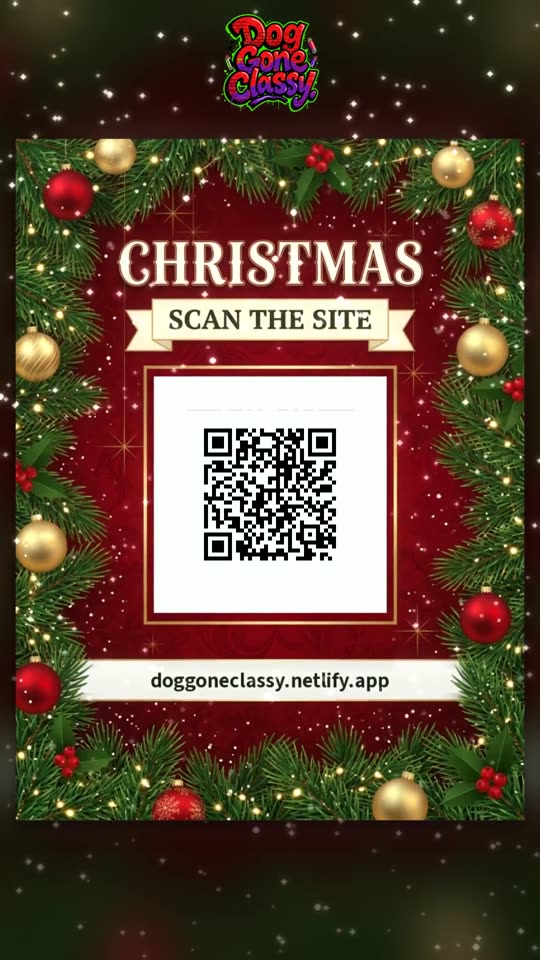 Dog
Gone
Classy.
CHRISTMAS
SCAN THE SITE
doggoneclassy.netlify.app